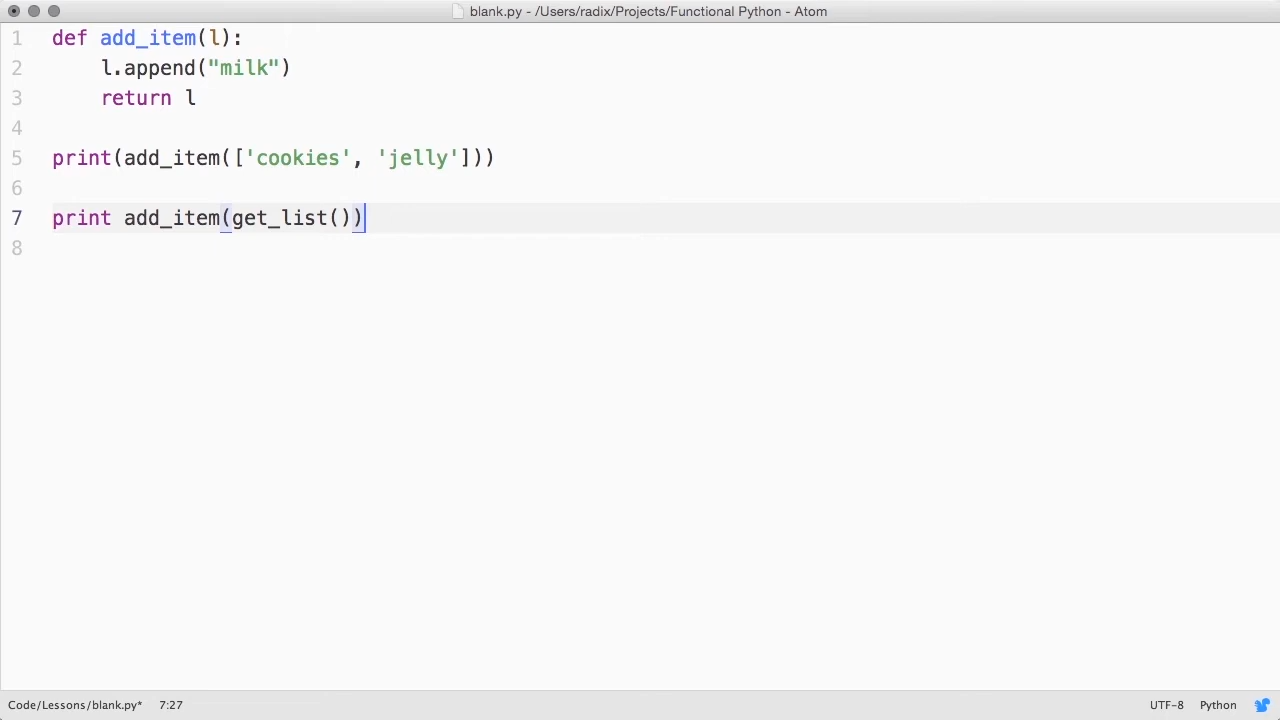 blank.py - /Users/radix/Projects/Functional Python - Atom
1 def add_item(l):
2     l.append("milk")
3     return l
4
5 print(add_item(['cookies', 'jelly']))
6
7 print add_item(get_list())
8
Code/Lessons/blank.py* 7:27 UTF-8 Python